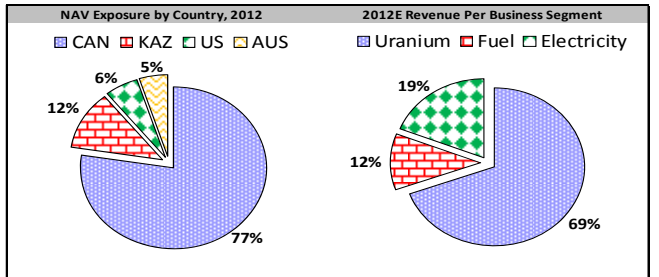 NAV Exposure by Country, 2012
CAN KAZ US AUS
5%
6%
12%
77%
2012E Revenue Per Business Segment
Uranium Fuel Electricity
19%
12%
69%